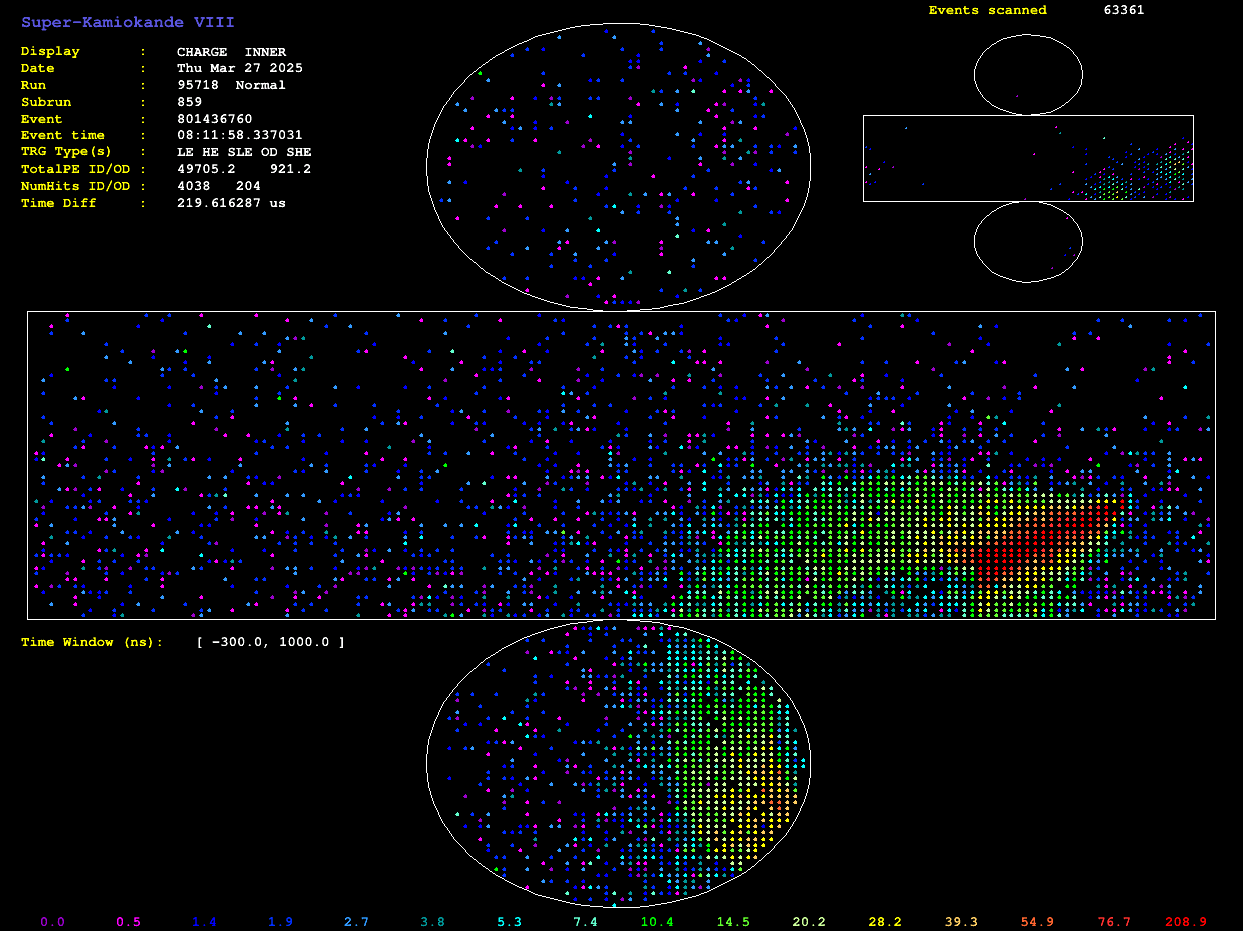 Super-Kamiokande VIII
Events scanned 63361
Display : CHARGE INNER
Date : Thu Mar 27 2025
Run : 95718 Normal
Subrun : 859
Event : 801436760
Event time : 08:11:58.337031
TRG Type(s) : LE HE SLE OD SHE
TotalPE ID/OD : 49705.2 921.2
NumHits ID/OD : 4038 204
Time Diff : 219.616287 us
Time Window (ns): [ -300.0, 1000.0 ]
0.0 0.5 1.4 1.9 2.7 3.8 5.3 7.4 10.4 14.5 20.2 28.2 39.3 54.9 76.7 208.9